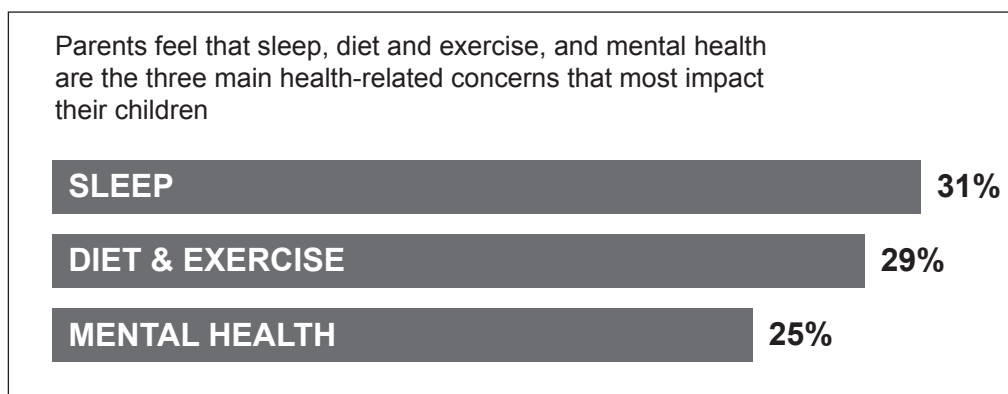 Parents feel that sleep, diet and exercise, and mental health
are the three main health-related concerns that most impact
their children
SLEEP 31%
DIET & EXERCISE 29%
MENTAL HEALTH 25%